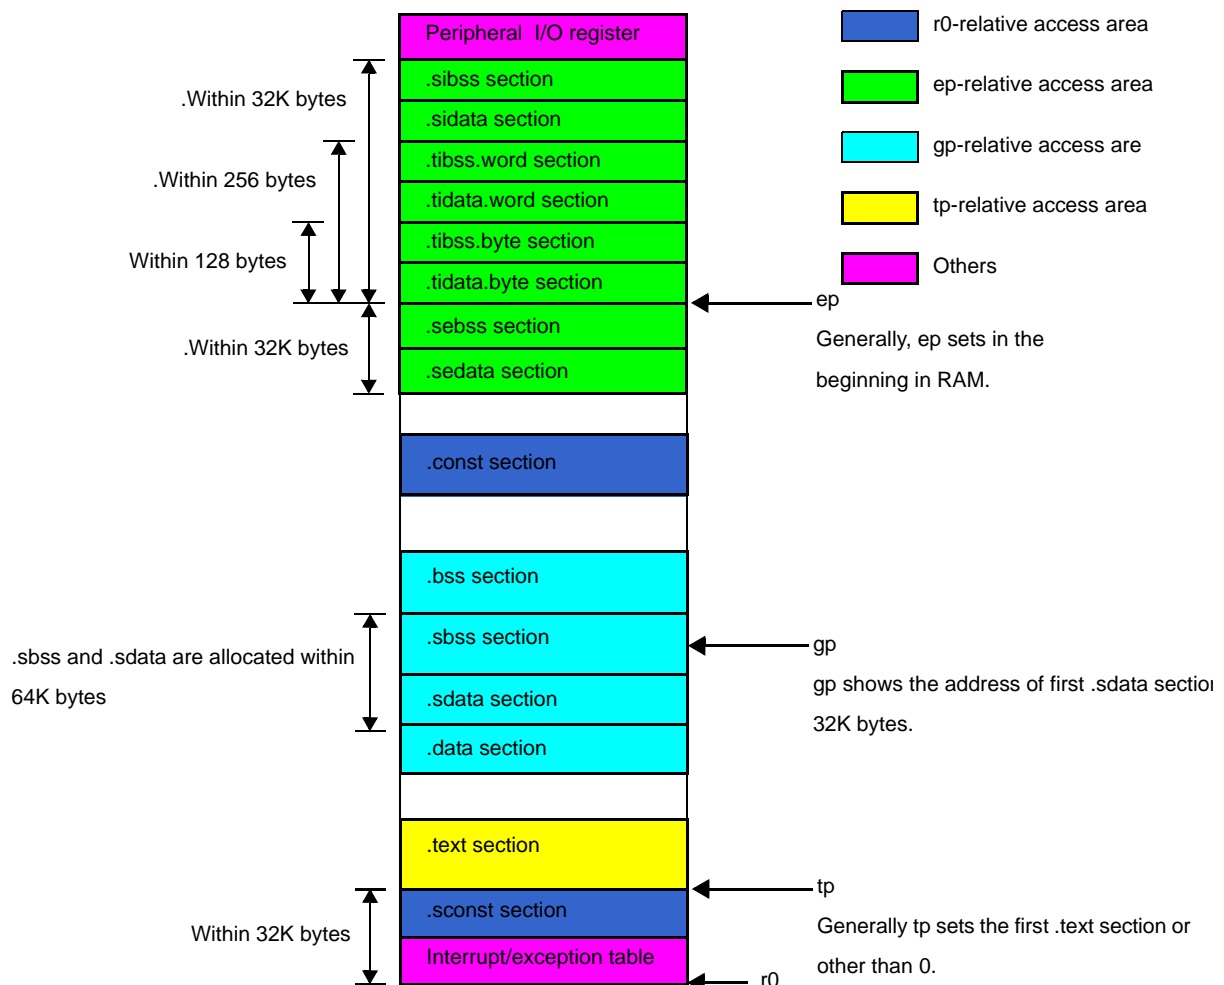 Peripheral I/O register
.sibss section
.sidata section
.tibss.word section
.tidata.word section
.tibss.byte section
.tidata.byte section
.sebss section
.sedata section
.const section
.bss section
.sbss section
.sdata section
.data section
.text section
.sconst section
Interrupt/exception table
.Within 32K bytes
.Within 256 bytes
Within 128 bytes
.Within 32K bytes
.sbss and .sdata are allocated within
64K bytes
Within 32K bytes
r0-relative access area
ep-relative access area
gp-relative access are
tp-relative access area
Others
ep
Generally, ep sets in the
beginning in RAM.
gp
gp shows the address of first .sdata section
32K bytes.
tp
Generally tp sets the first .text section or
other than 0.
r0